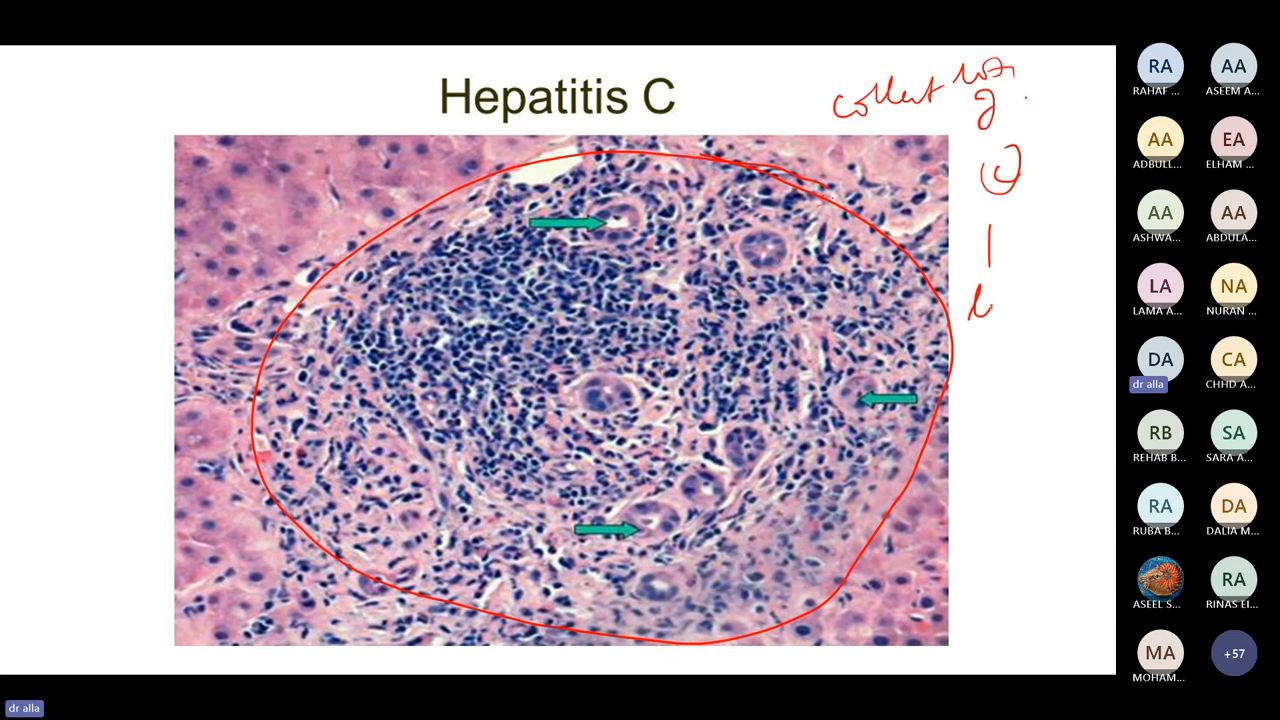 Hepatitis C
collect
RA
RAHAF ...
AA
ASEEM A...
AA
ADBULL...
EA
ELHAM ...
AA
ASHWA...
AA
ABDULA...
LA
LAMA A...
NA
NURAN ...
DA
dr alla
CA
CHHD A...
RB
REHAB B...
SA
SARA A...
RA
RUBA B...
DA
DALIA M...
ASEEL S...
RA
RINAS EI...
MA
MOHAM...
+57
dr alla